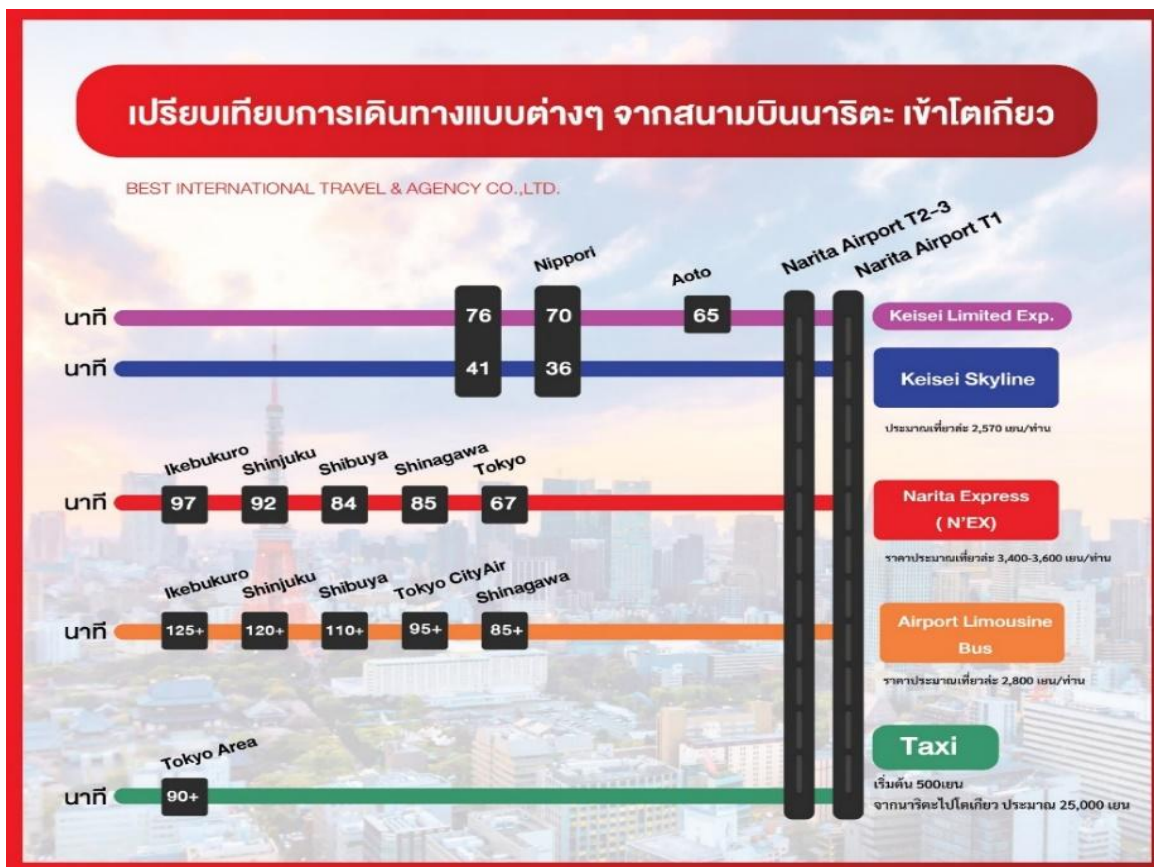 เปรียบเทียบการเดินทางแบบต่างๆ จากสนามบินนาริตะ เข้าโตเกียว
BEST INTERNATIONAL TRAVEL & AGENCY CO.,LTD.
Nippori
Aoto
Narita Airport T2-3
Narita Airport T1
นาที 76 70 65 Keisei Limited Exp.
นาที 41 36 Keisei Skyline
ประมาณเที่ยวล่ะ 2,570 เยน/ท่าน
Ikebukuro Shinjuku Shibuya Shinagawa Tokyo
นาที 97 92 84 85 67 Narita Express
( N'EX)
ราคาประมาณเที่ยวล่ะ 3,400-3,600 เยน/ท่าน
Ikebukuro Shinjuku Shibuya Tokyo CityAir Shinagawa
นาที 125+ 120+ 110+ 95+ 85+ Airport Limousine
Bus
ราคาประมาณเที่ยวล่ะ 2,800 เยน/ท่าน
Tokyo Area
Taxi
นาที 90+
เริ่มต้น 500เยน
จากนาริตะไปโตเกียว ประมาณ 25,000 เยน